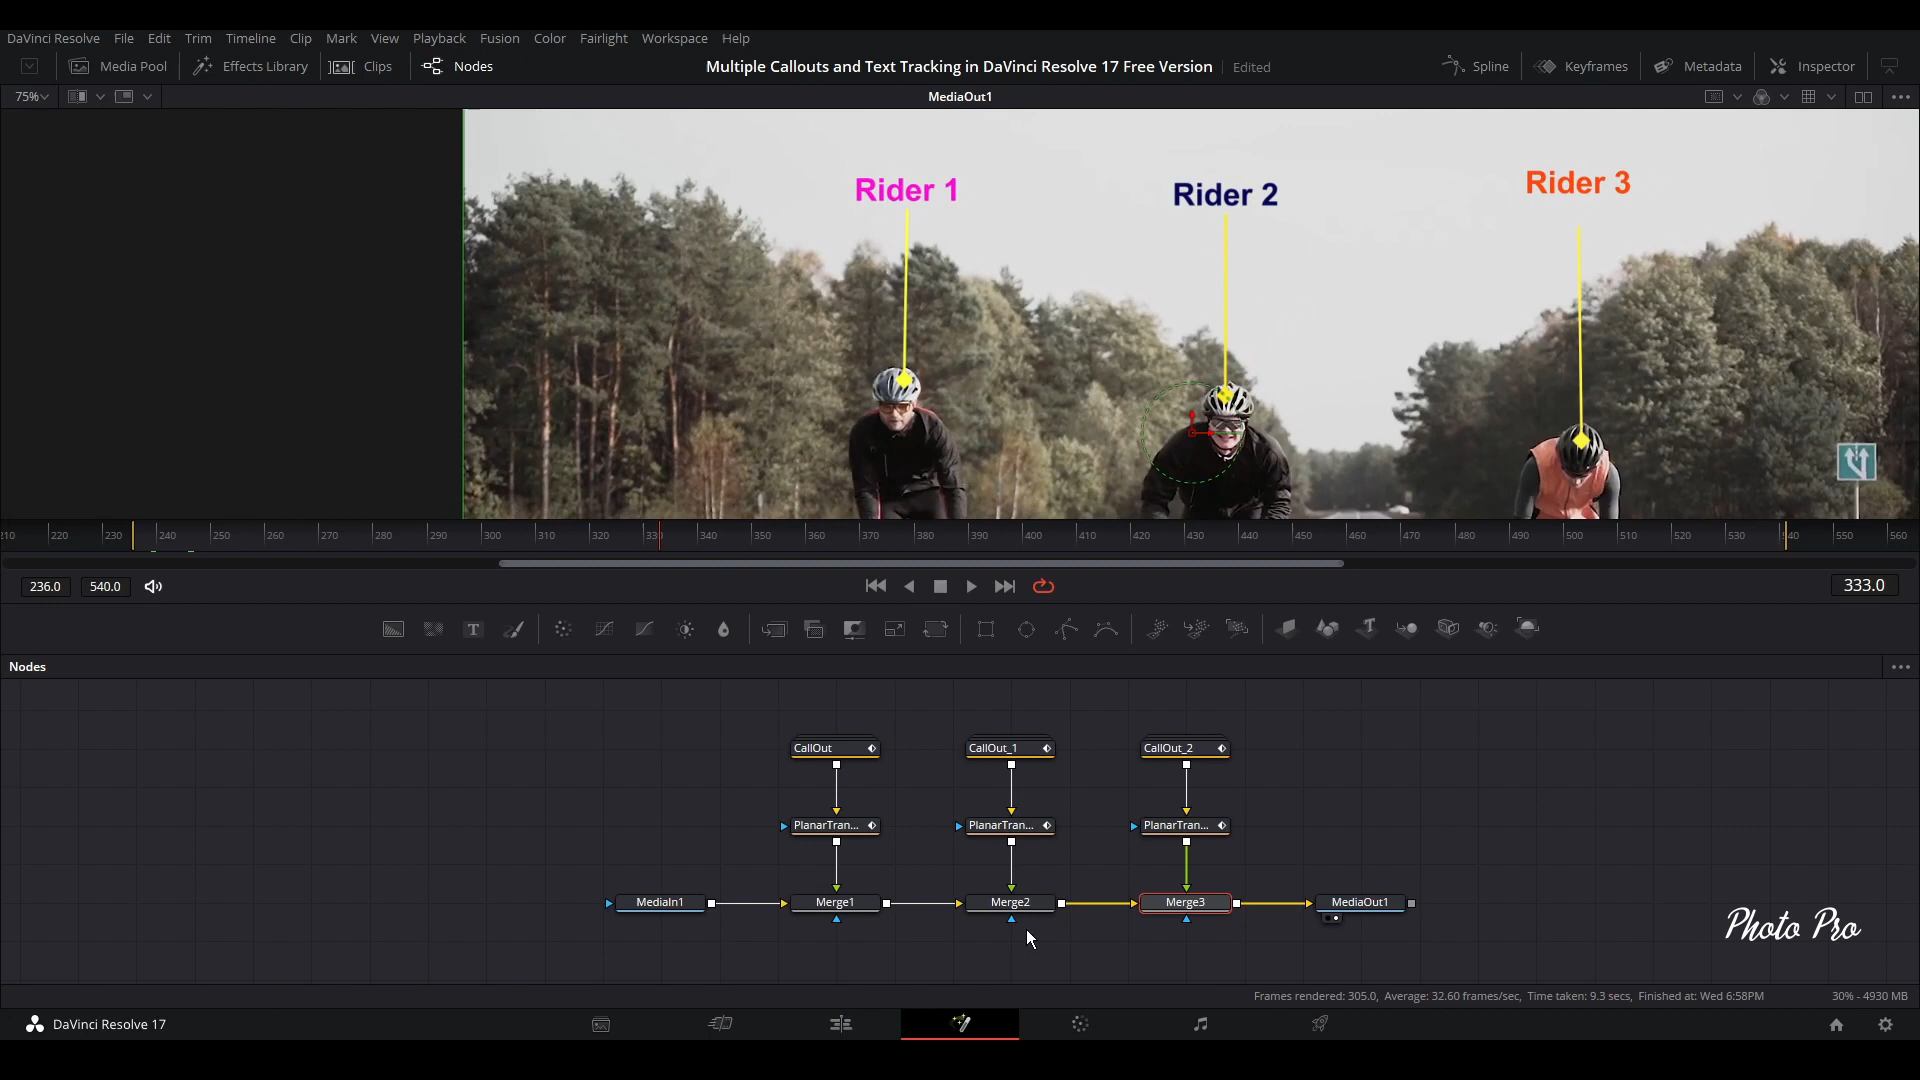 DaVinci Resolve File Edit Trim Timeline Clip Mark View Playback Fusion Color Fairlight Workspace Help
Media Pool Effects Library Clips Nodes Multiple Callouts and Text Tracking in DaVinci Resolve 17 Free Version Edited Spline Keyframes Metadata Inspector
75% MediaOut1
Rider 1 Rider 2 Rider 3
210 220 230 240 250 260 270 280 290 300 310 320 330 340 350 360 370 380 390 400 410 420 430 440 450 460 470 480 490 500 510 520 530 540 550 560
236.0 540.0 333.0
Nodes
CallOut CallOut_1 CallOut_2
PlanarTran... PlanarTran... PlanarTran...
MediaIn1 Merge1 Merge2 Merge3 MediaOut1
Photo Pro
Frames rendered: 305.0, Average: 32.60 frames/sec, Time taken: 9.3 secs, Finished at: Wed 6:58PM 30% - 4930 MB
DaVinci Resolve 17